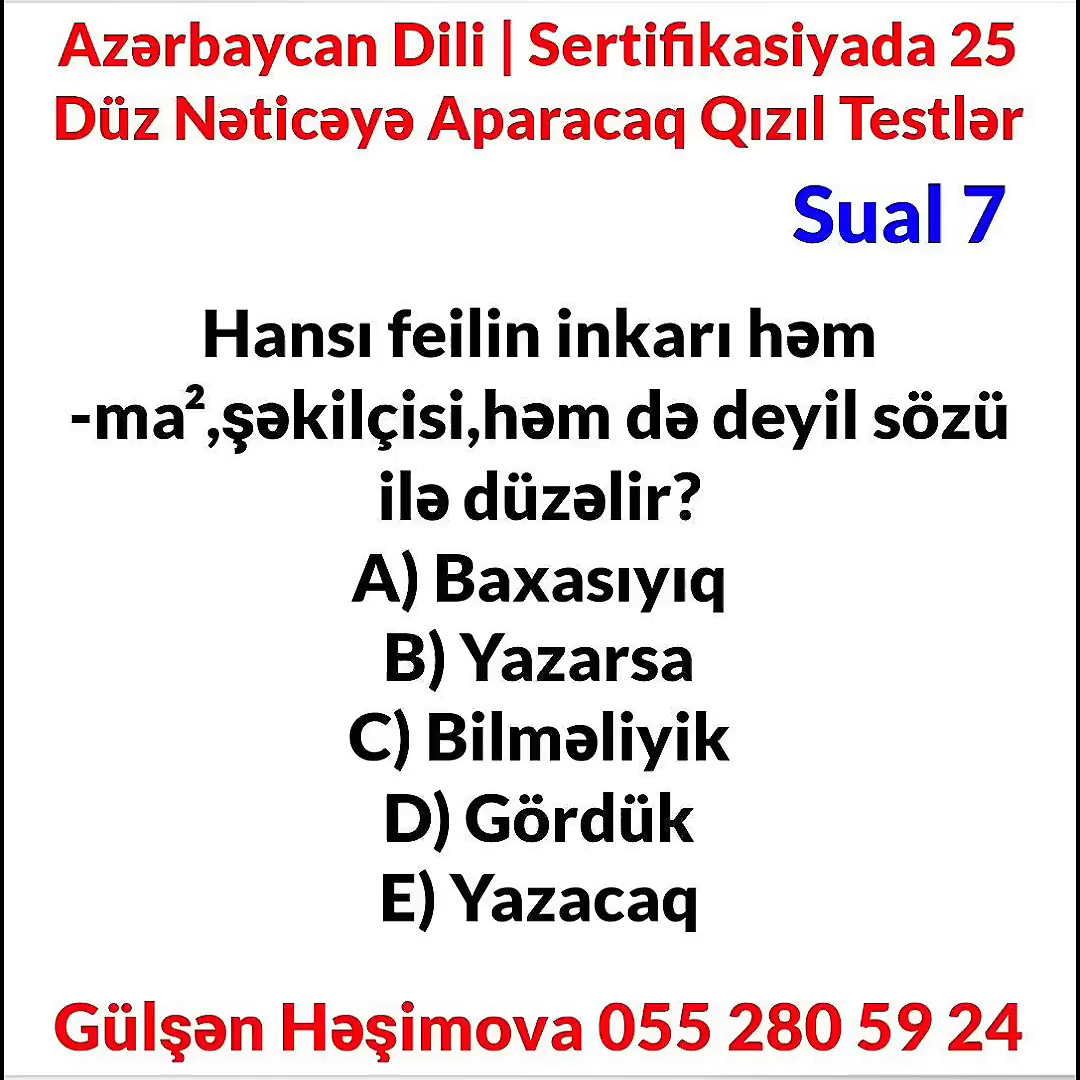 Azərbaycan Dili | Sertifikasiyada 25
Düz Nəticəyə Aparacaq Qızıl Testlər
Sual 7
Hansı feilin inkarı həm
-ma²,şəkilçisi,həm də deyil sözü
ilə düzəlir?
A) Baxasıyıq
B) Yazarsa
C) Bilməliyik
D) Gördük
E) Yazacaq
Gülşən Həşimova 055 280 59 24